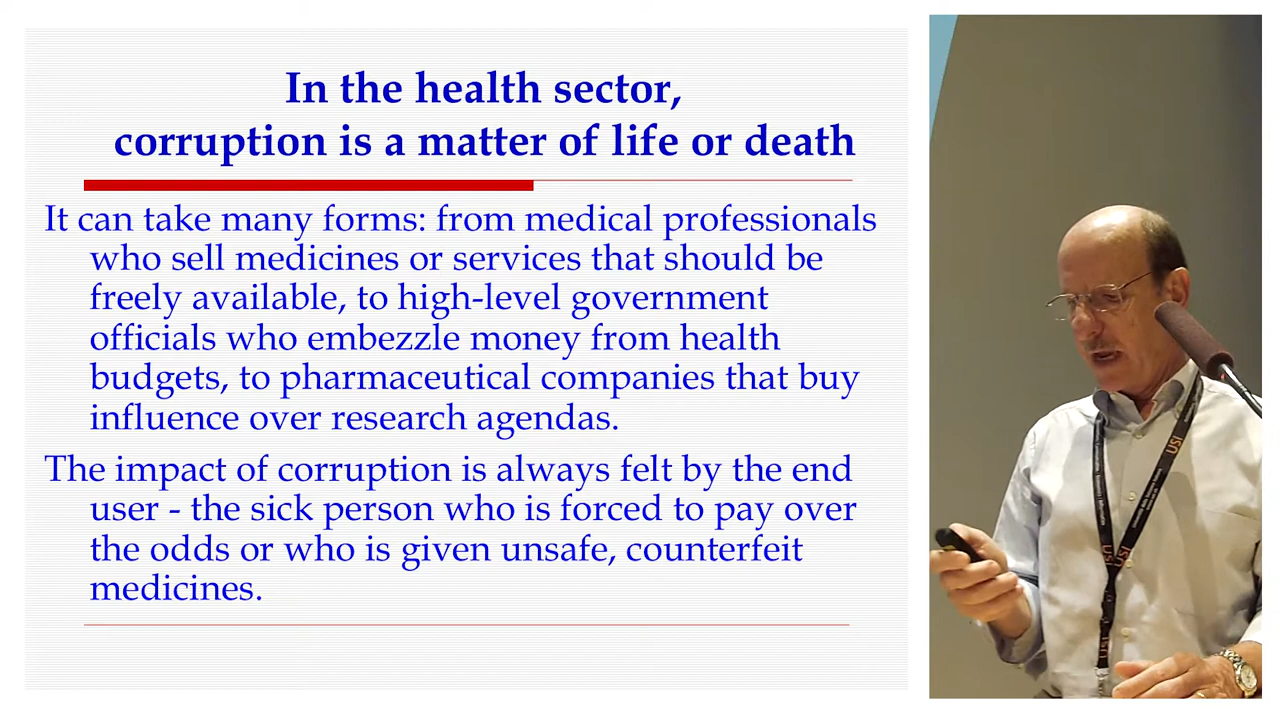 In the health sector,
corruption is a matter of life or death
It can take many forms: from medical professionals
who sell medicines or services that should be
freely available, to high-level government
officials who embezzle money from health
budgets, to pharmaceutical companies that buy
influence over research agendas.
The impact of corruption is always felt by the end
user - the sick person who is forced to pay over
the odds or who is given unsafe, counterfeit
medicines.
USN
USN
USN
USN